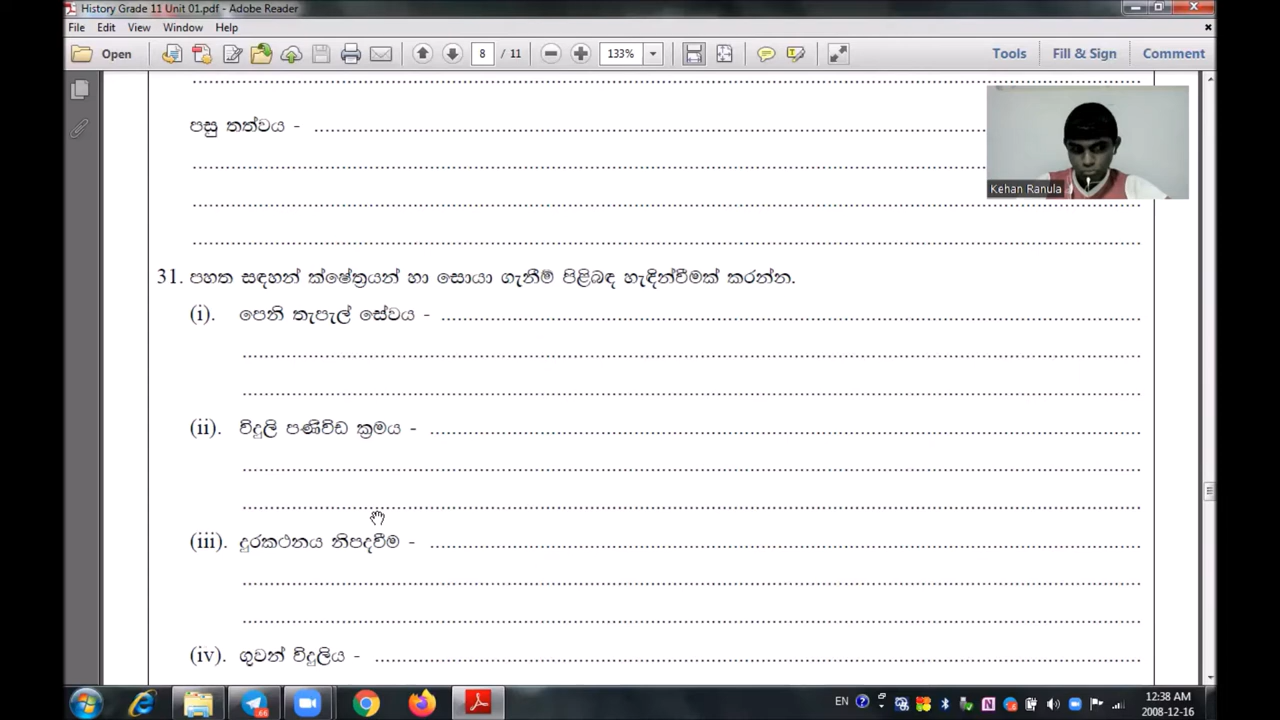 History Grade 11 Unit 01.pdf - Adobe Reader
File Edit View Window Help
Open 8 / 11 133% Tools Fill & Sign Comment
පසු තත්වය - ....................
Kehan Ranula
31. පහත සඳහන් ක්ෂේත්‍රයන් හා සොයා ගැනීම් පිළිබඳ හැඳින්වීමක් කරන්න.
(i). පෙනි තැපැල් සේවය - ....................
(ii). විදුලි පණිවිඩ ක්‍රමය - ....................
(iii). දුරකථනය නිපදවීම - ....................
(iv). ගුවන් විදුලිය - ....................
EN 12:38 AM
2008-12-16